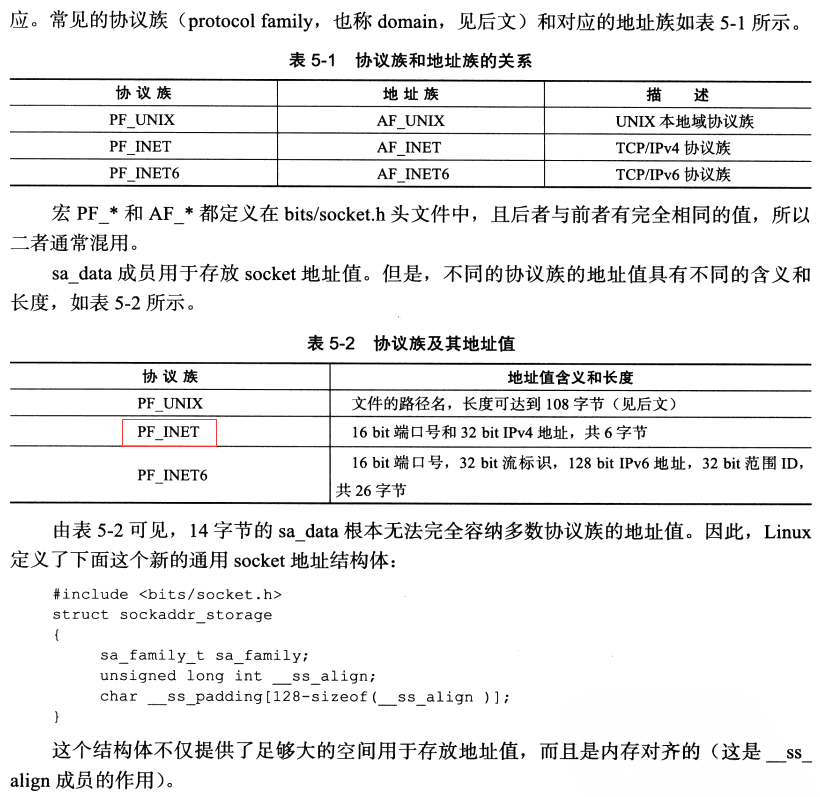 应。常见的协议族（protocol family，也称 domain，见后文）和对应的地址族如表 5-1 所示。
表 5-1 协议族和地址族的关系
协 议 族 地 址 族 描 述
PF_UNIX AF_UNIX UNIX 本地域协议族
PF_INET AF_INET TCP/IPv4 协议族
PF_INET6 AF_INET6 TCP/IPv6 协议族
宏 PF_* 和 AF_* 都定义在 bits/socket.h 头文件中，且后者与前者有完全相同的值，所以
二者通常混用。
sa_data 成员用于存放 socket 地址值。但是，不同的协议族的地址值具有不同的含义和
长度，如表 5-2 所示。
表 5-2 协议族及其地址值
协 议 族 地址值含义和长度
PF_UNIX 文件的路径名，长度可达到 108 字节（见后文）
PF_INET 16 bit 端口号和 32 bit IPv4 地址，共 6 字节
PF_INET6 16 bit 端口号，32 bit 流标识，128 bit IPv6 地址，32 bit 范围 ID，
共 26 字节
由表 5-2 可见，14 字节的 sa_data 根本无法完全容纳多数协议族的地址值。因此，Linux
定义了下面这个新的通用 socket 地址结构体：
#include <bits/socket.h>
struct sockaddr_storage
{
sa_family_t sa_family;
unsigned long int __ss_align;
char __ss_padding[128-sizeof(__ss_align )];
}
这个结构体不仅提供了足够大的空间用于存放地址值，而且是内存对齐的（这是 __ss_
align 成员的作用）。